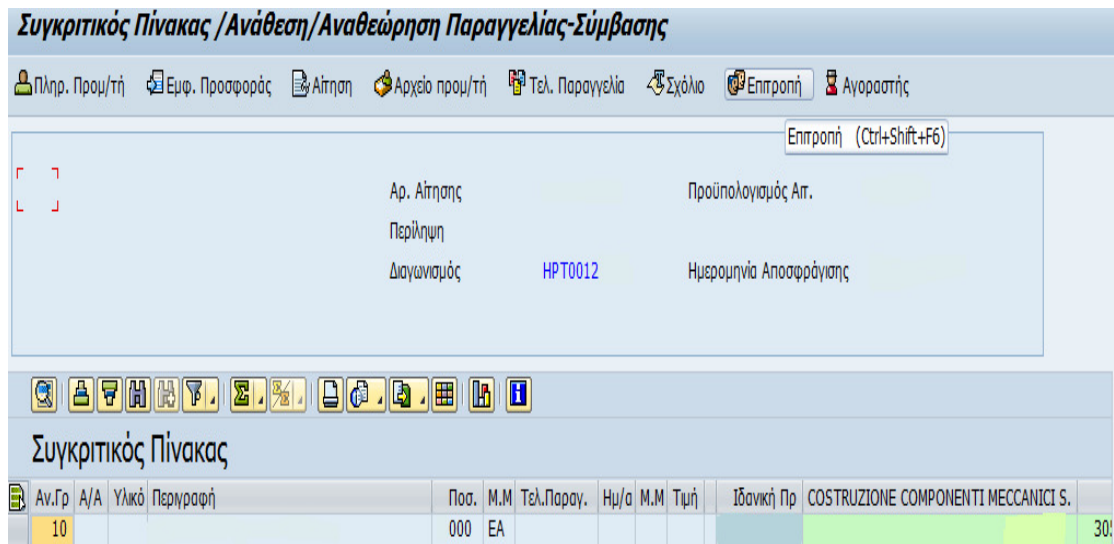 Συγκριτικός Πίνακας /Ανάθεση/Αναθεώρηση Παραγγελίας-Σύμβασης
Πληρ. Προμ/τή Εμφ. Προσφοράς Αίτηση Αρχείο προμ/τή Τελ. Παραγγελία Σχόλιο Επιτροπή Αγοραστής
Επιτροπή (Ctrl+Shift+F6)
Αρ. Αίτησης Προϋπολογισμός Αιτ.
Περίληψη
Διαγωνισμός HPT0012 Ημερομηνία Αποσφράγισης
Συγκριτικός Πίνακας
Αν.Γρ Α/Α Υλικό Περιγραφή Ποσ. Μ.Μ Τελ.Παραγ. Ημ/α Μ.Μ Τιμή Ιδανική Πρ COSTRUZIONE COMPONENTI MECCANICI S.
10 000 EA 305